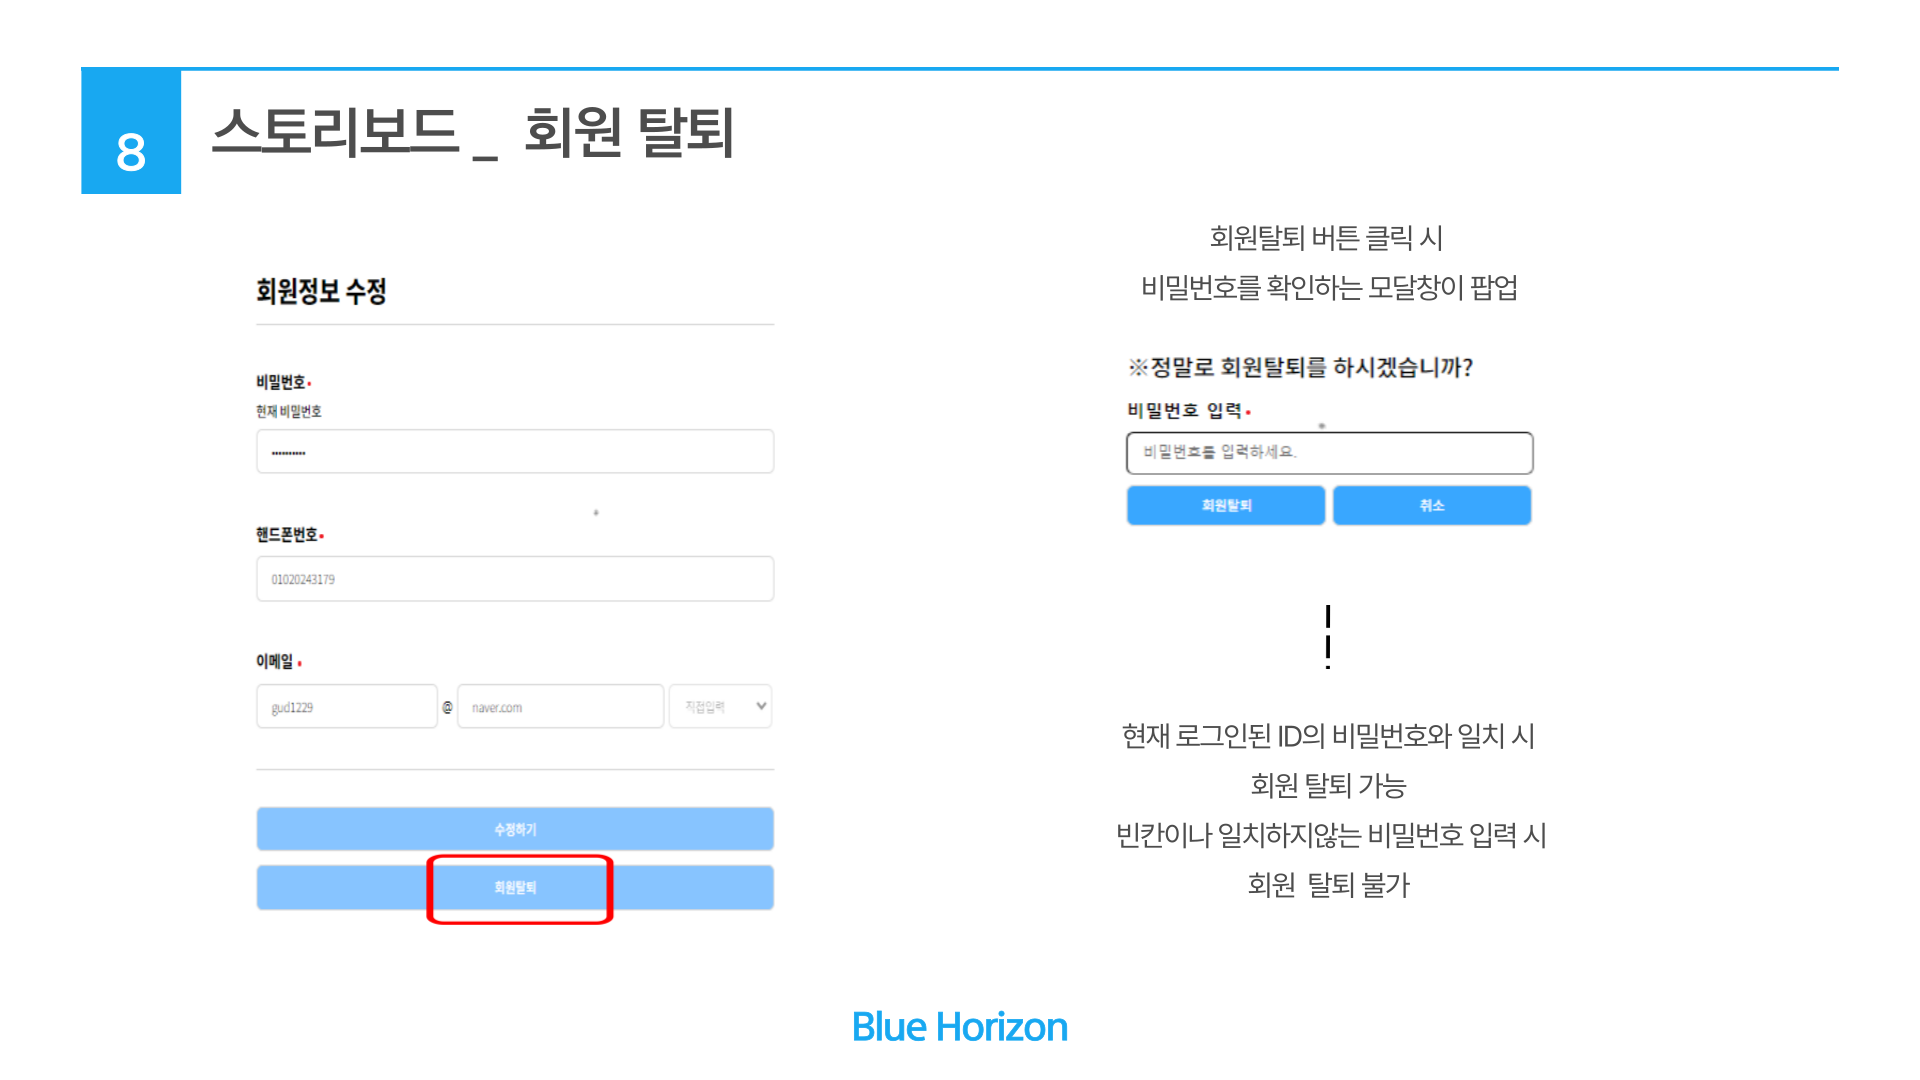 8
스토리보드 _ 회원 탈퇴
회원정보 수정
비밀번호
현재 비밀번호
••••••••••
핸드폰번호
01020243179
이메일
gud1229 @ naver.com 직접입력
수정하기
회원탈퇴
회원탈퇴 버튼 클릭 시
비밀번호를 확인하는 모달창이 팝업
※정말로 회원탈퇴를 하시겠습니까?
비밀번호 입력
비밀번호를 입력하세요.
회원탈퇴 취소
현재 로그인된 ID의 비밀번호와 일치 시
회원 탈퇴 가능
빈칸이나 일치하지않는 비밀번호 입력 시
회원 탈퇴 불가
Blue Horizon